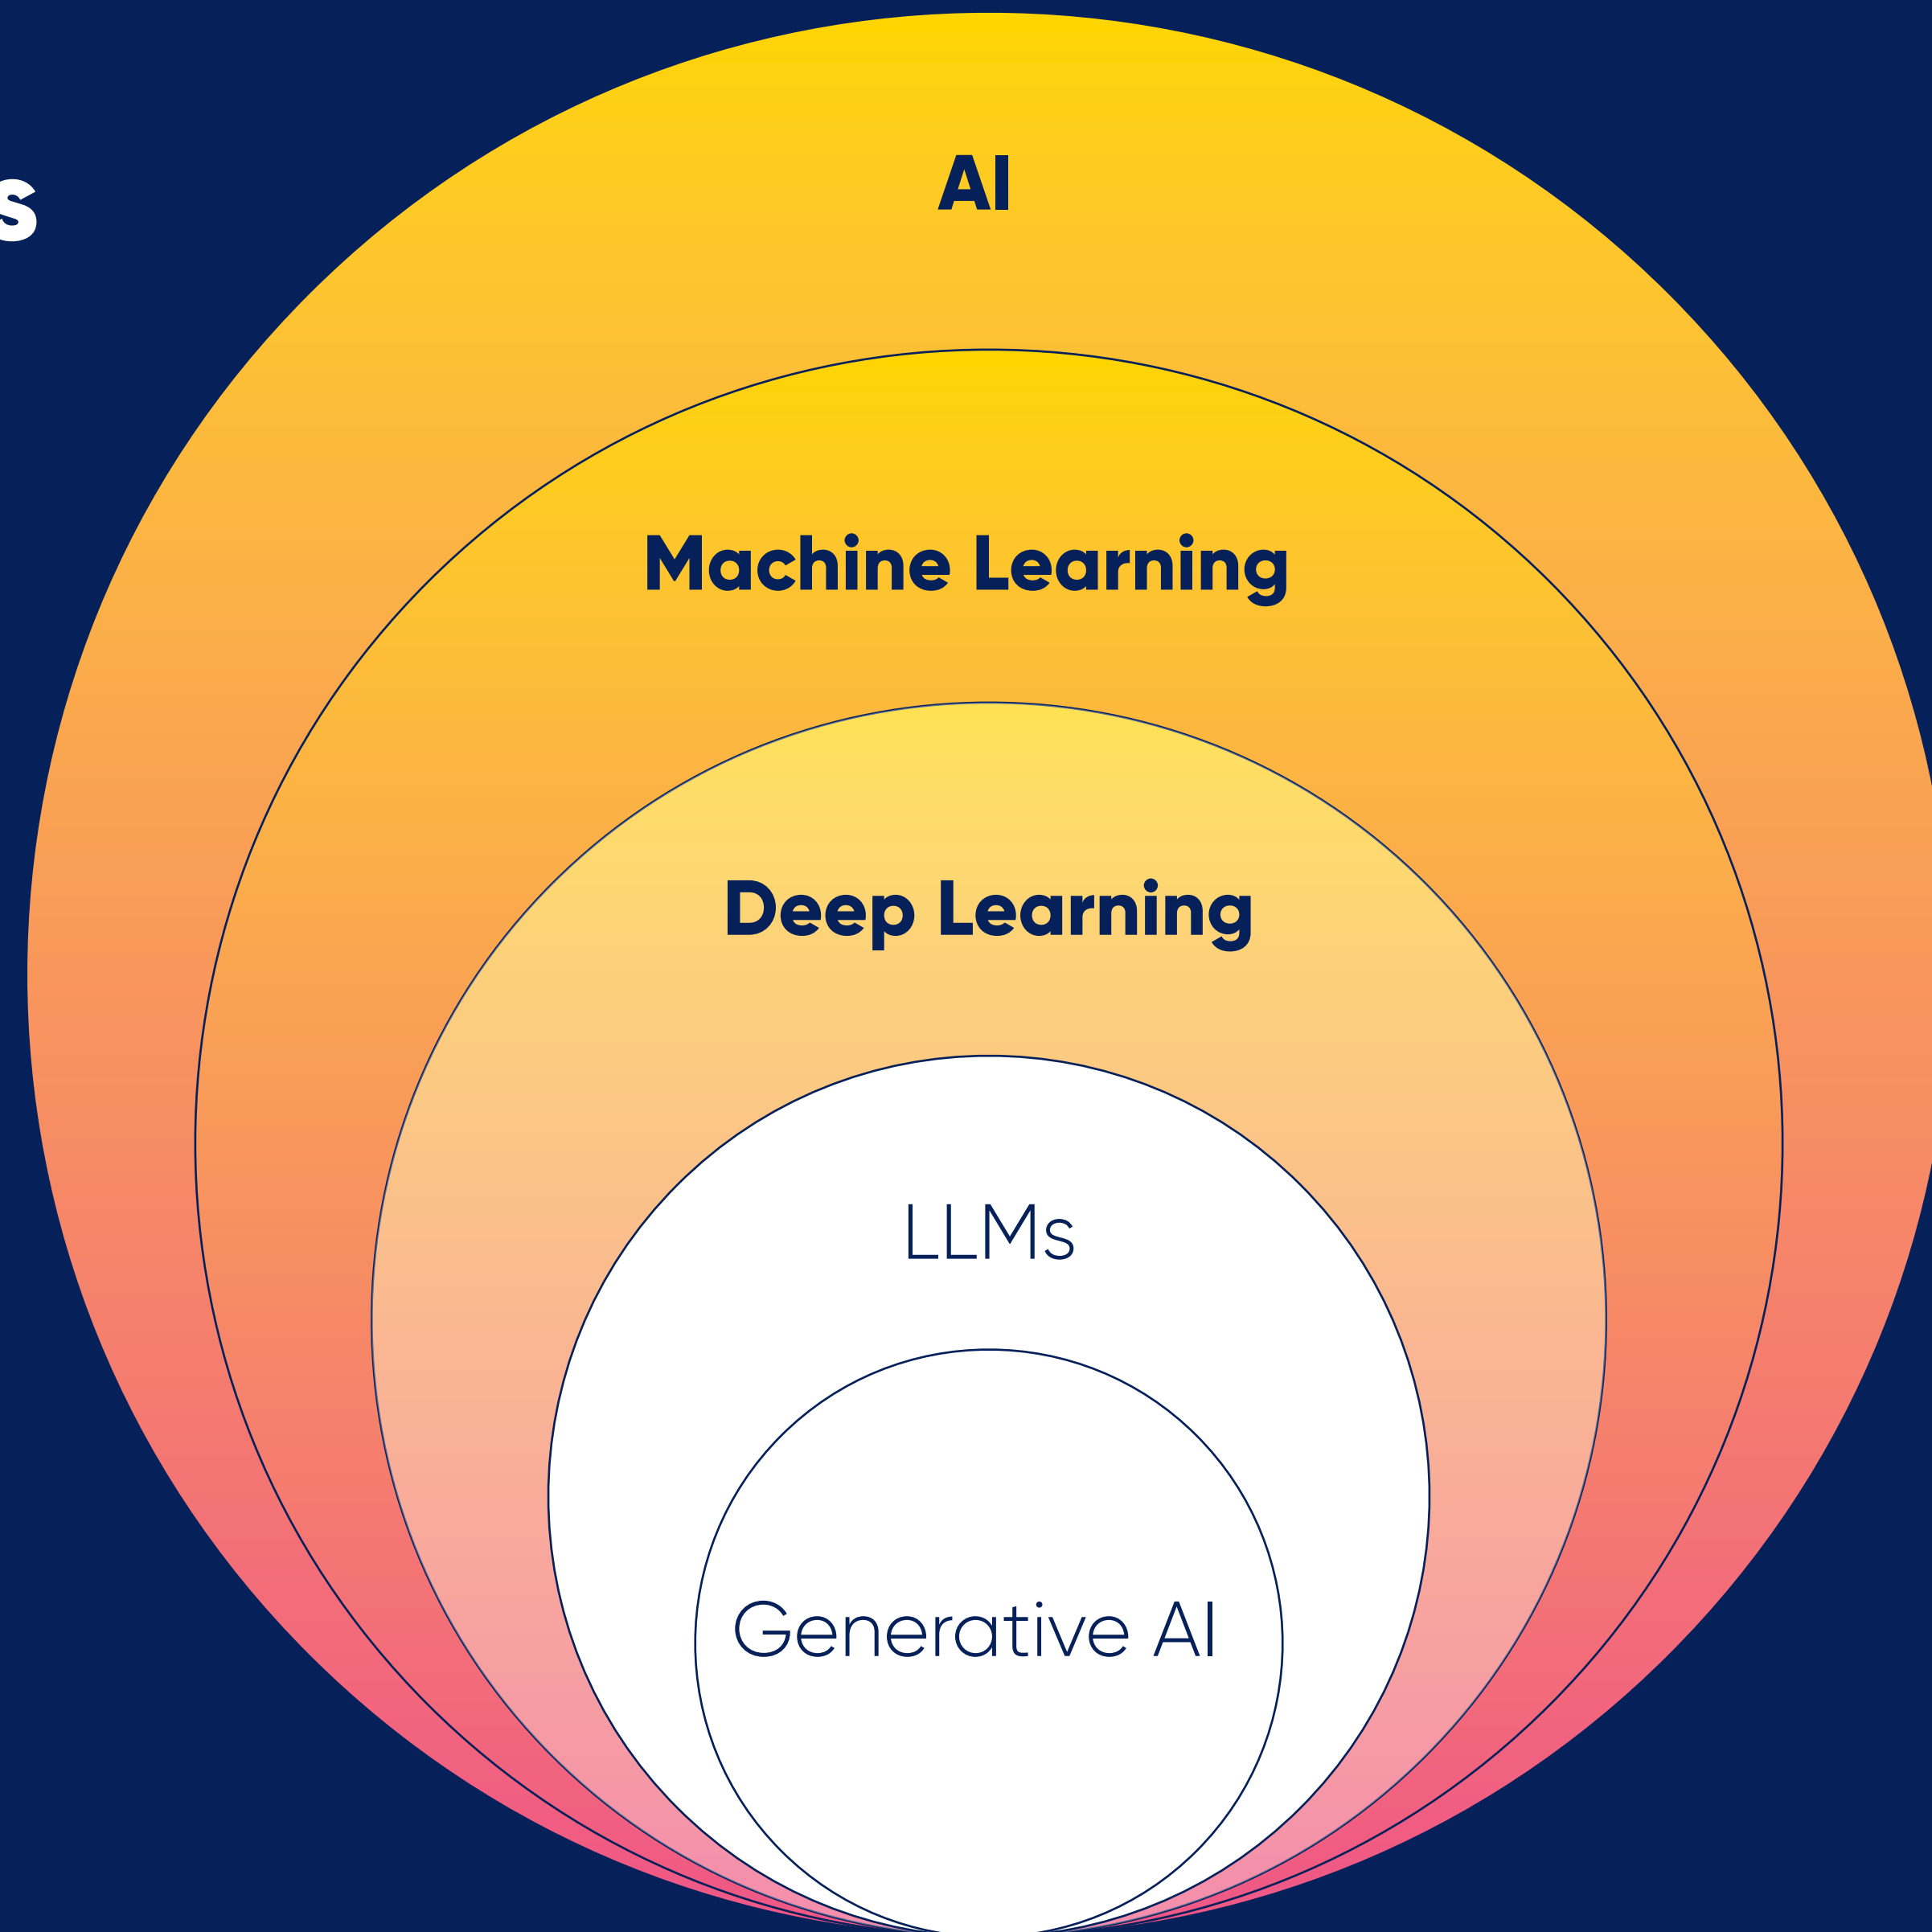 s
AI
Machine Learning
Deep Learning
LLMs
Generative AI